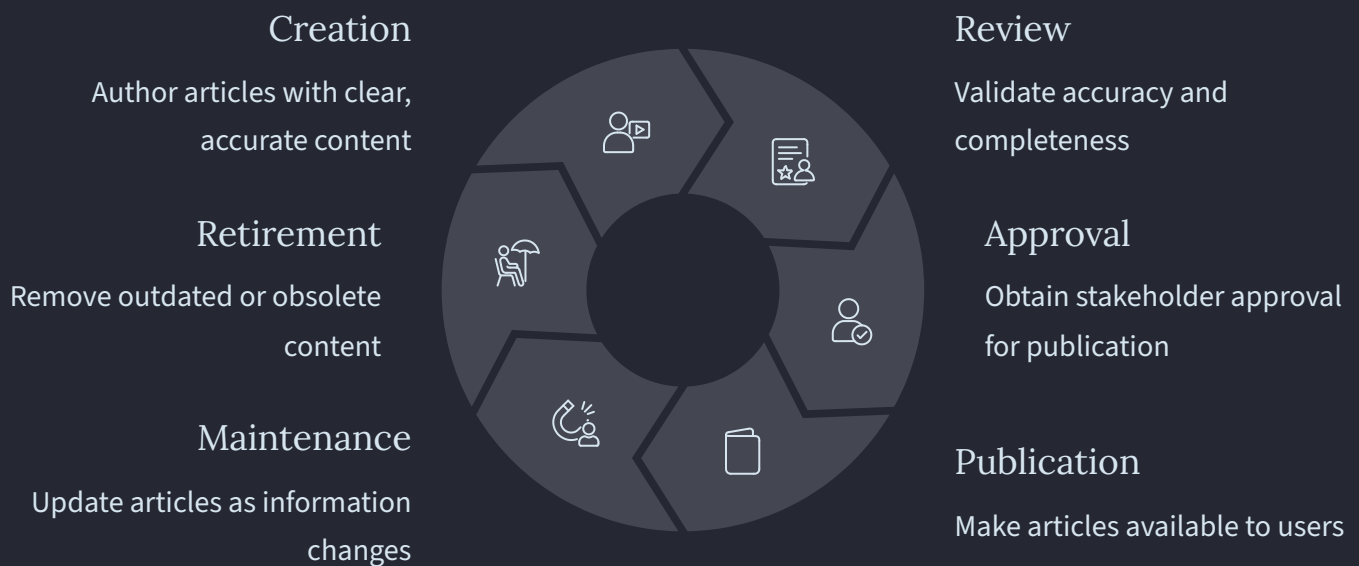 Creation
Author articles with clear,
accurate content
Review
Validate accuracy and
completeness
Approval
Obtain stakeholder approval
for publication
Publication
Make articles available to users
Maintenance
Update articles as information
changes
Retirement
Remove outdated or obsolete
content